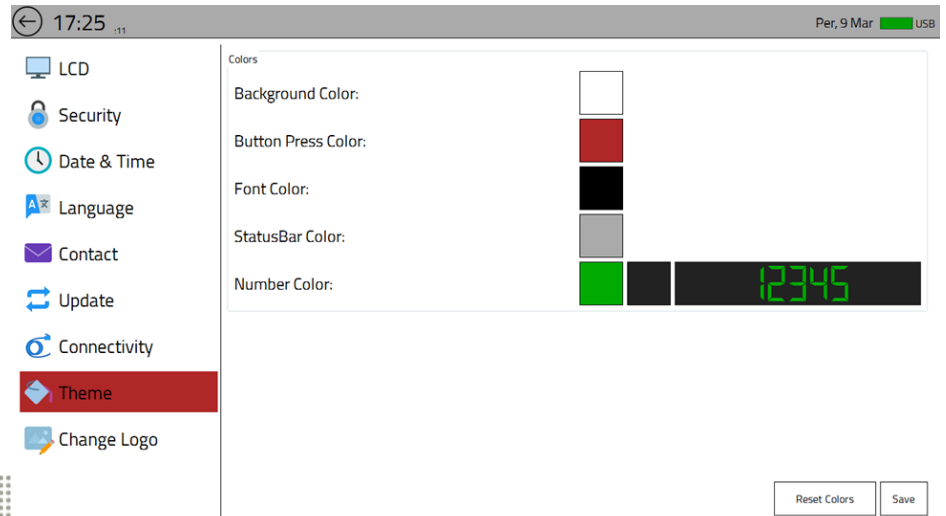 17:25 :11
Per, 9 Mar USB
LCD
Security
Date & Time
Language
Contact
Update
Connectivity
Theme
Change Logo
Colors
Background Color:
Button Press Color:
Font Color:
StatusBar Color:
Number Color:
12345
Reset Colors
Save